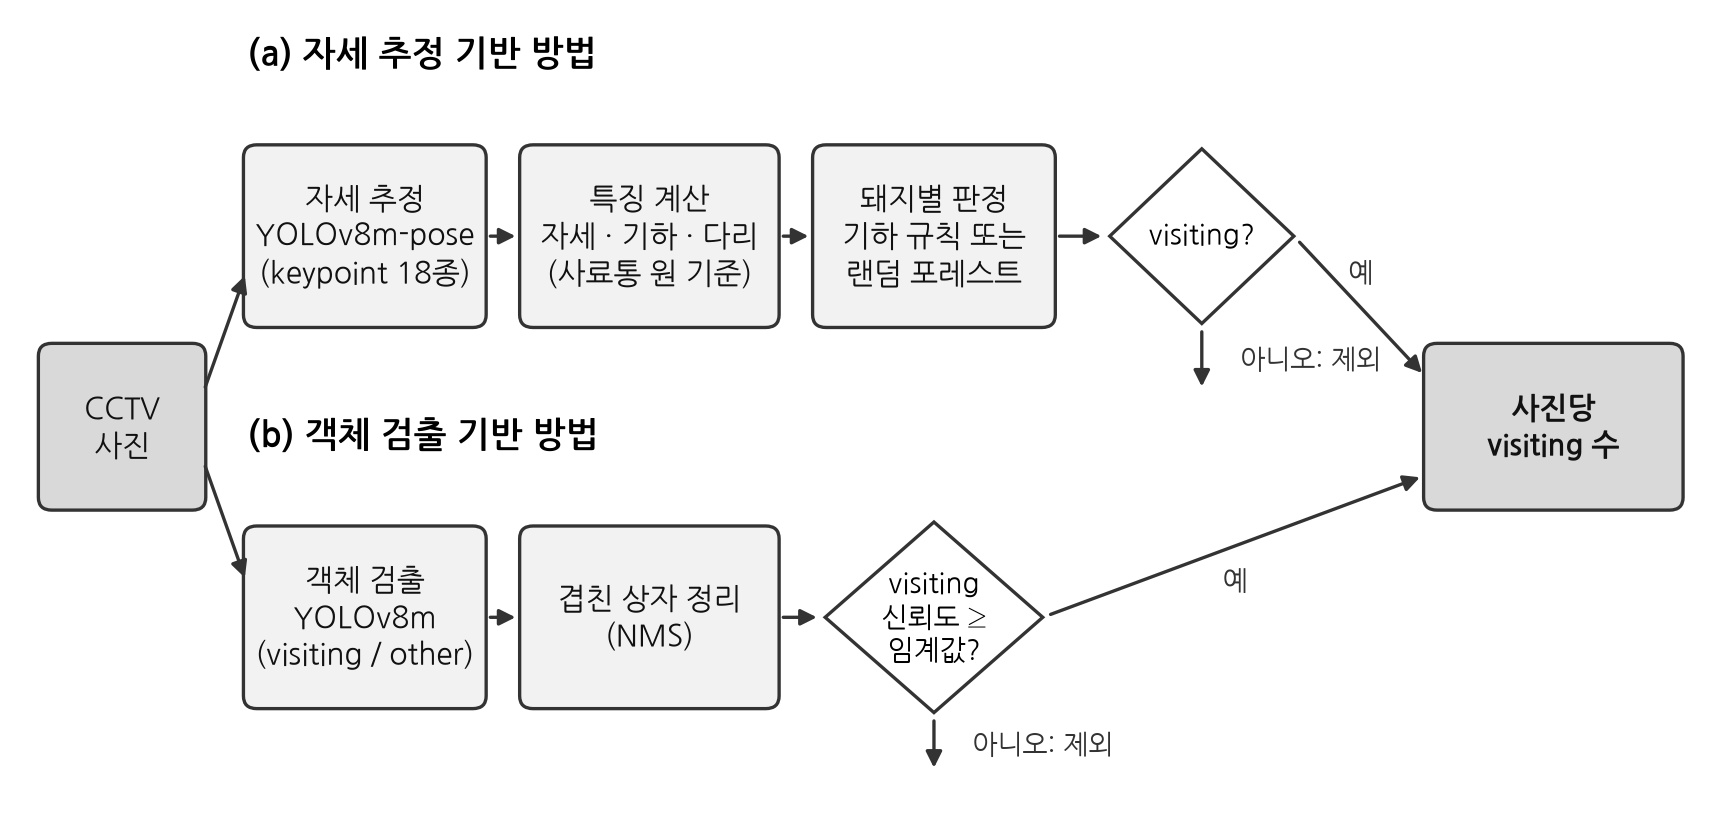 (a) 자세 추정 기반 방법
자세 추정
YOLOv8m-pose
(keypoint 18종)
특징 계산
자세 · 기하 · 다리
(사료통 원 기준)
돼지별 판정
기하 규칙 또는
랜덤 포레스트
visiting?
예
아니오: 제외
CCTV
사진
사진당
visiting 수
(b) 객체 검출 기반 방법
객체 검출
YOLOv8m
(visiting / other)
겹친 상자 정리
(NMS)
visiting
신뢰도 ≥
임계값?
예
아니오: 제외